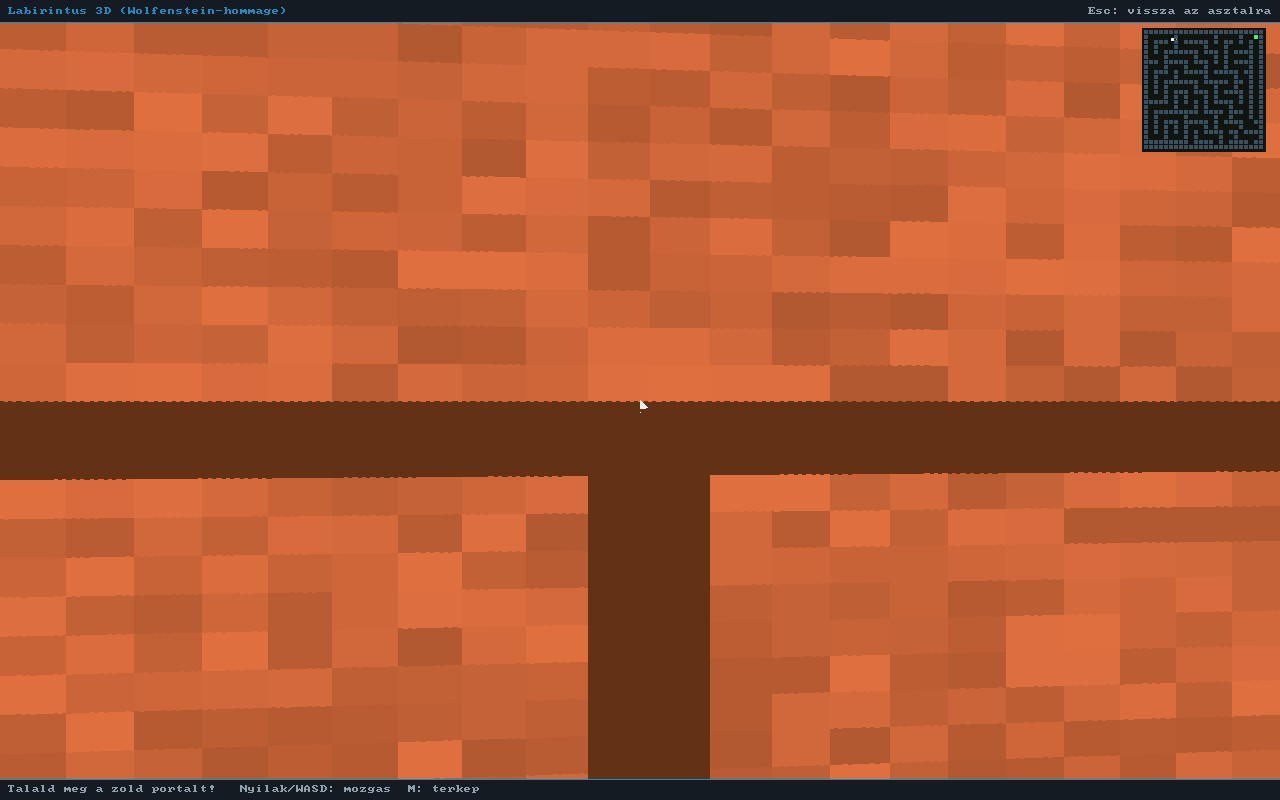 Labirintus 3D (Wolfenstein-hommage)
Esc: vissza az asztalra
Talald meg a zold portalt!   Nyilak/WASD: mozgas  M: terkep